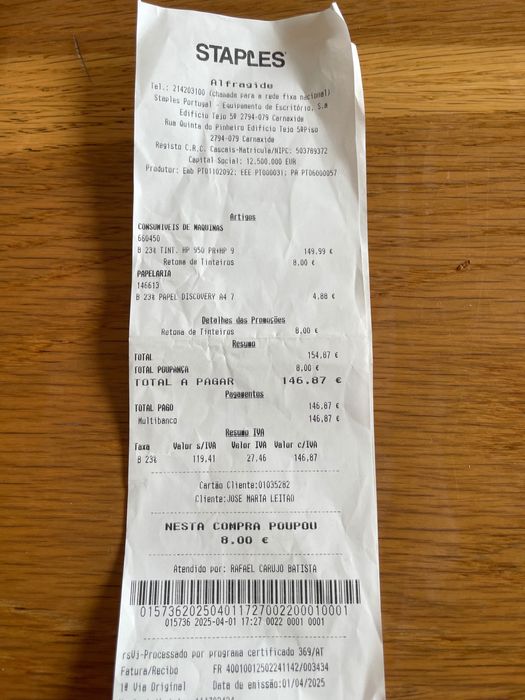 STAPLES
Alfragide
Tel.: 214203100 (chamada para a rede fixa nacional)
Staples Portugal - Equipamento de Escritório, S.a
Edificio Tejo 5º 2794-079 Carnaxide
Rua Quinta do Pinheiro Edificio Tejo 5ºPiso
2794-079 Carnaxide
Registo C.R.C. Cascais-Matricula/NIPC: 503789372
Capital Social: 12.500.000 EUR
Produtor: Emb PT01102092; EEE PT000031; PA PT06000057
Artigos
CONSUMIVEIS DE MAQUINAS
660450
B 23% TINT. HP 950 PR+HP 9 149.99 €
Retoma de Tinteiros 8.00 €
PAPELARIA
146613
B 23% PAPEL DISCOVERY A4 7 4.88 €
Detalhes das Promoções
Retoma de Tinteiros 8.00 €
Resumo
TOTAL 154.87 €
TOTAL POUPANÇA 8.00 €
TOTAL A PAGAR 146.87 €
Pagamentos
TOTAL PAGO 146.87 €
Multibanco 146.87 €
Resumo IVA
Taxa Valor s/IVA Valor IVA Valor c/IVA
B 23% 119.41 27.46 146.87
Cartão Cliente:01035282
Cliente:JOSE MARIA LEITAO
NESTA COMPRA POUPOU
8.00 €
Atendido por: RAFAEL CARUJO BATISTA
015736202504011727002200010001
015736 2025-04-01 17:27 0022 0001 0001
rsVj-Processado por programa certificado 369/AT
Fatura/Recibo FR 40010012502241142/003434
1ª Via Original Data de emissão:01/04/2025